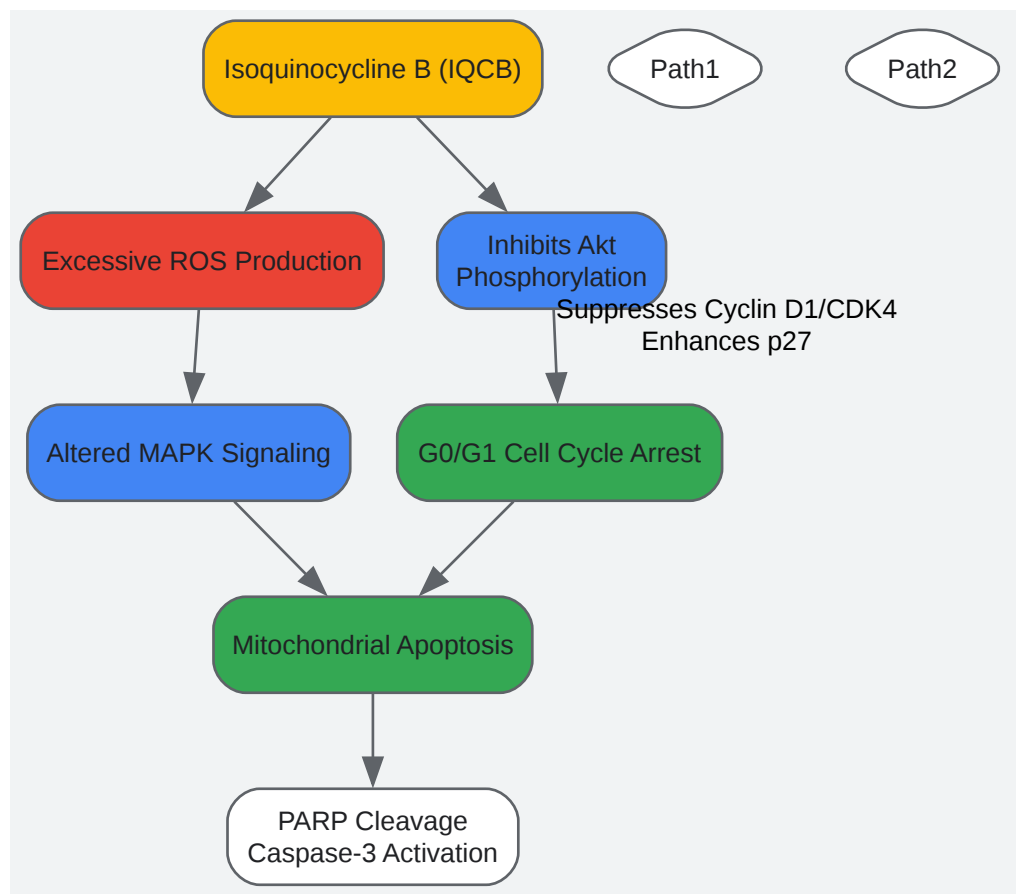 Isoquinocycline B (IQCB)
Path1
Path2
Excessive ROS Production
Inhibits Akt
Phosphorylation
Suppresses Cyclin D1/CDK4
Enhances p27
Altered MAPK Signaling
G0/G1 Cell Cycle Arrest
Mitochondrial Apoptosis
PARP Cleavage
Caspase-3 Activation